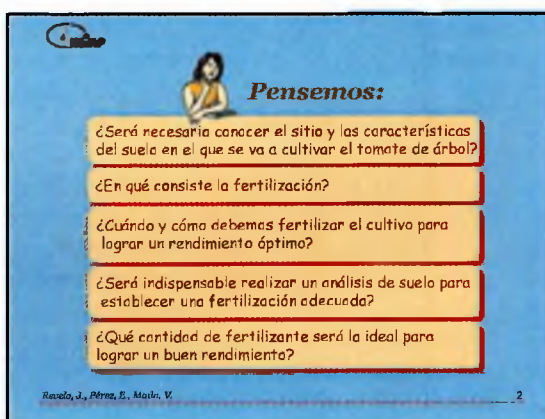 Pensemos:
¿Será necesario conocer el sitio y las características
del suelo en el que se va a cultivar el tomate de árbol?
¿En qué consiste la fertilización?
¿Cuándo y cómo debemos fertilizar el cultivo para
lograr un rendimiento óptimo?
¿Será indispensable realizar un análisis de suelo para
establecer una fertilización adecuada?
¿Qué cantidad de fertilizante será la ideal para
lograr un buen rendimiento?
Revelo, J., Pérez, E., Maila, V. 2